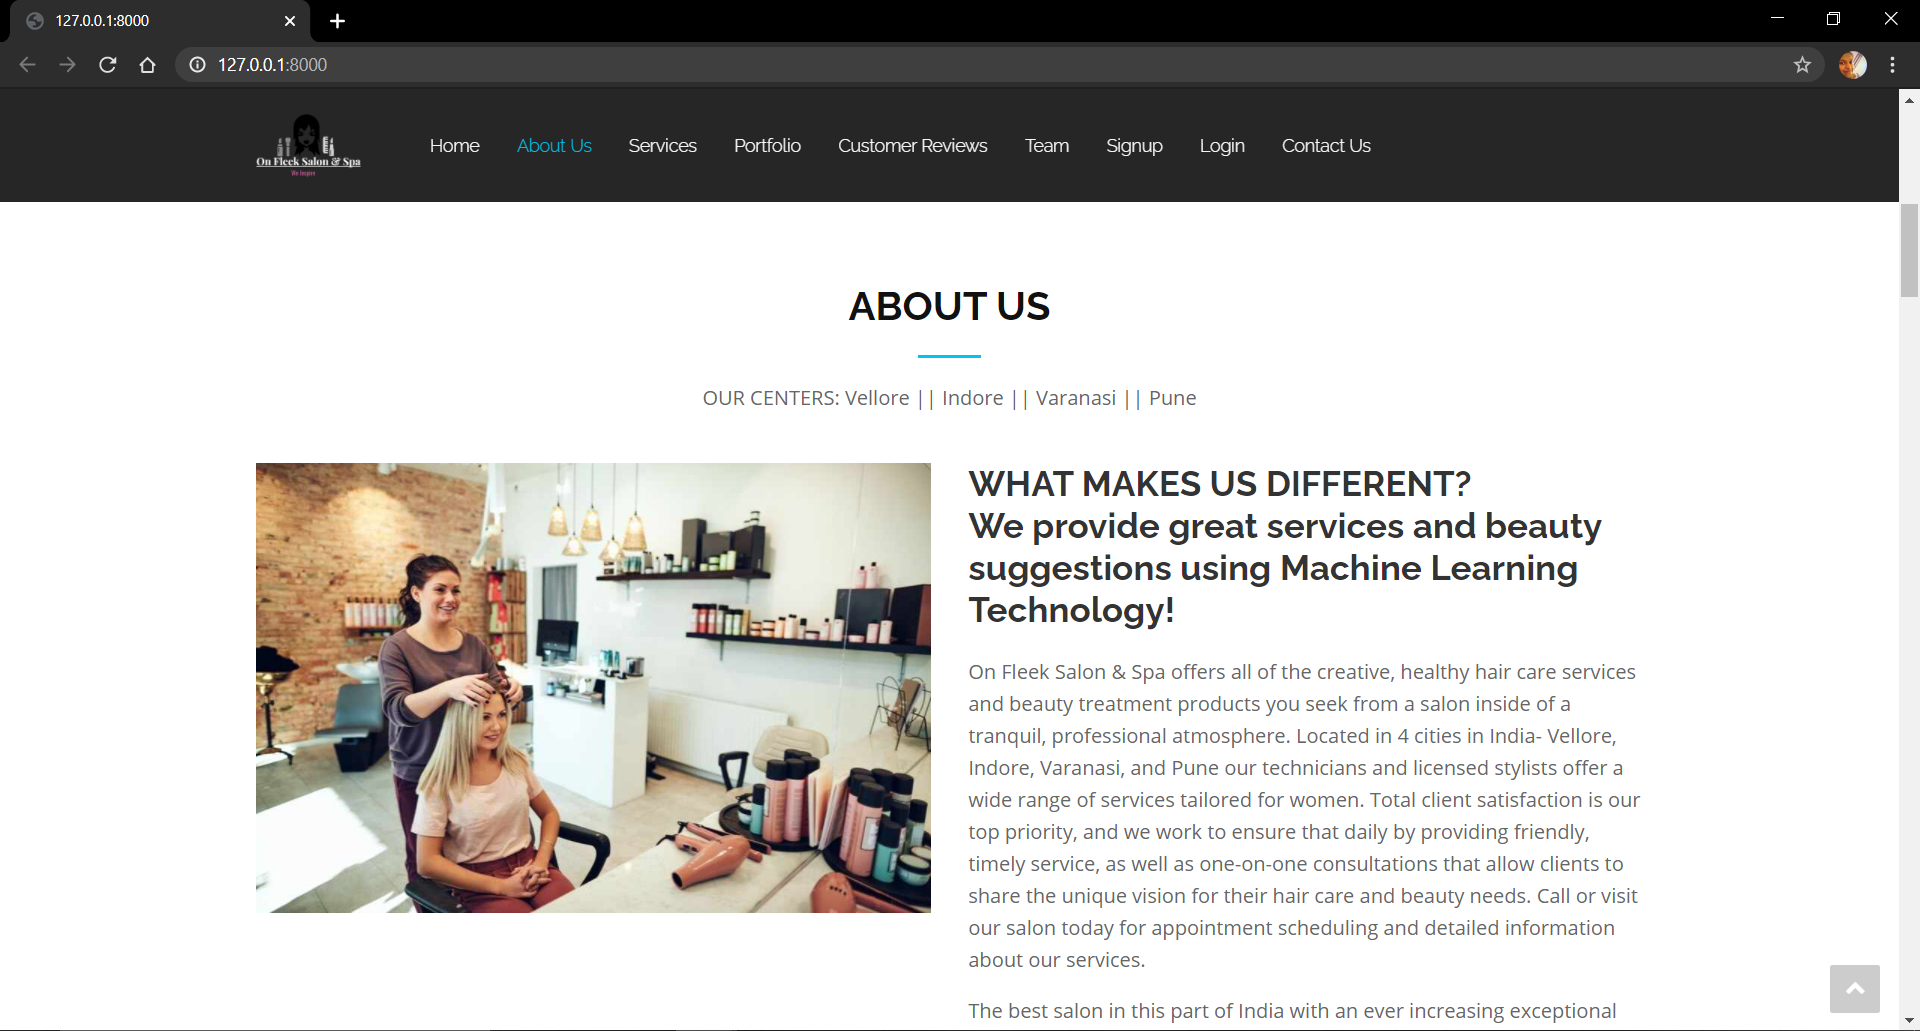 127.0.0.1:8000
127.0.0.1:8000
On Fleek Salon & Spa
We Inspire
Home About Us Services Portfolio Customer Reviews Team Signup Login Contact Us
ABOUT US
OUR CENTERS: Vellore || Indore || Varanasi || Pune
WHAT MAKES US DIFFERENT?
We provide great services and beauty
suggestions using Machine Learning
Technology!
On Fleek Salon & Spa offers all of the creative, healthy hair care services
and beauty treatment products you seek from a salon inside of a
tranquil, professional atmosphere. Located in 4 cities in India- Vellore,
Indore, Varanasi, and Pune our technicians and licensed stylists offer a
wide range of services tailored for women. Total client satisfaction is our
top priority, and we work to ensure that daily by providing friendly,
timely service, as well as one-on-one consultations that allow clients to
share the unique vision for their hair care and beauty needs. Call or visit
our salon today for appointment scheduling and detailed information
about our services.
The best salon in this part of India with an ever increasing exceptional